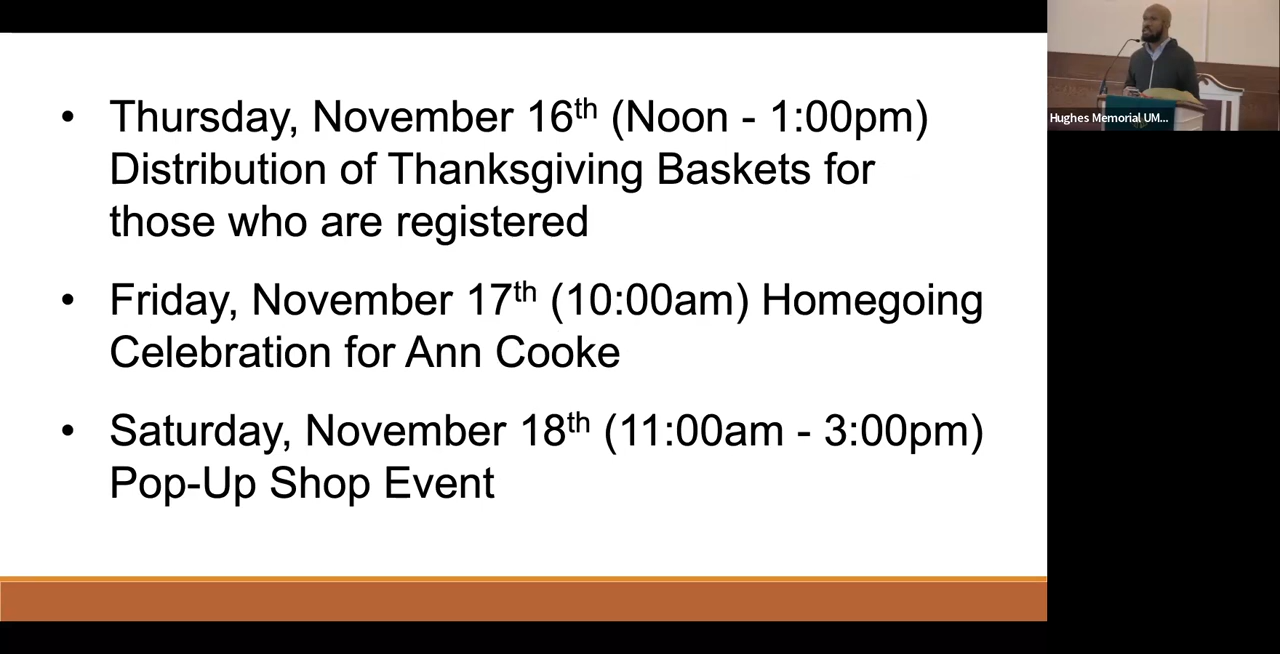 • Thursday, November 16th (Noon - 1:00pm)
Distribution of Thanksgiving Baskets for
those who are registered
• Friday, November 17th (10:00am) Homegoing
Celebration for Ann Cooke
• Saturday, November 18th (11:00am - 3:00pm)
Pop-Up Shop Event
Hughes Memorial UM...